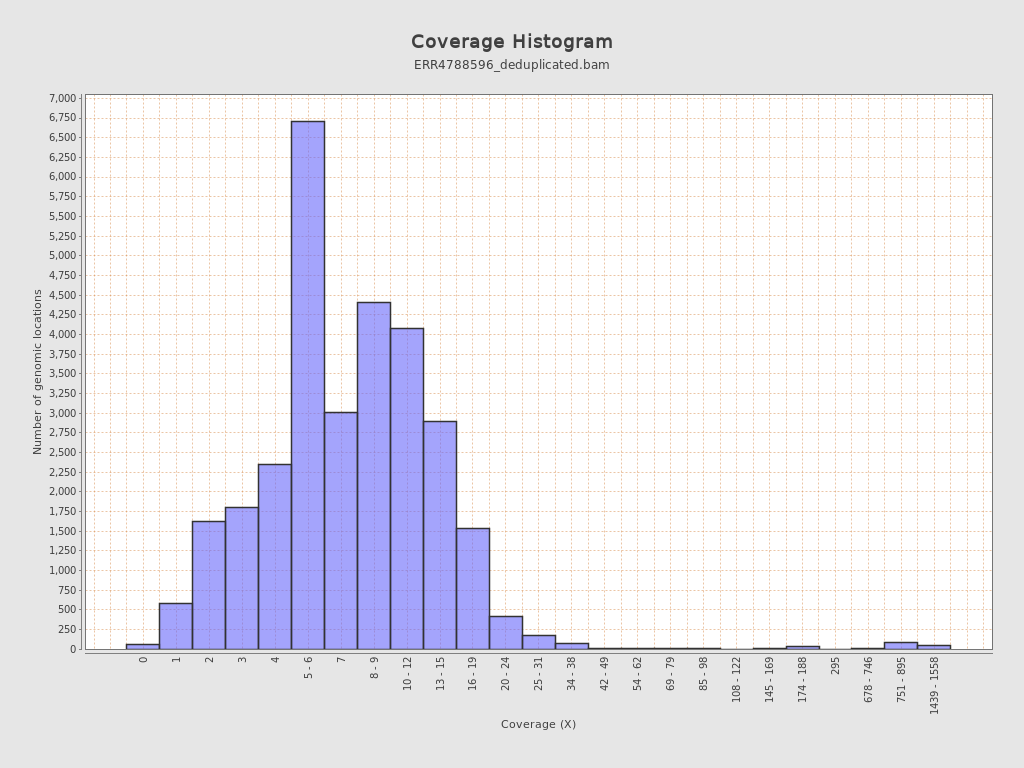 Coverage Histogram
ERR4788596_deduplicated.bam
Number of genomic locations
7,000
6,750
6,500
6,250
6,000
5,750
5,500
5,250
5,000
4,750
4,500
4,250
4,000
3,750
3,500
3,250
3,000
2,750
2,500
2,250
2,000
1,750
1,500
1,250
1,000
750
500
250
0
0
1
2
3
4
5 - 6
7
8 - 9
10 - 12
13 - 15
16 - 19
20 - 24
25 - 31
34 - 38
42 - 49
54 - 62
69 - 79
85 - 98
108 - 122
145 - 169
174 - 188
295
678 - 746
751 - 895
1439 - 1558
Coverage (X)